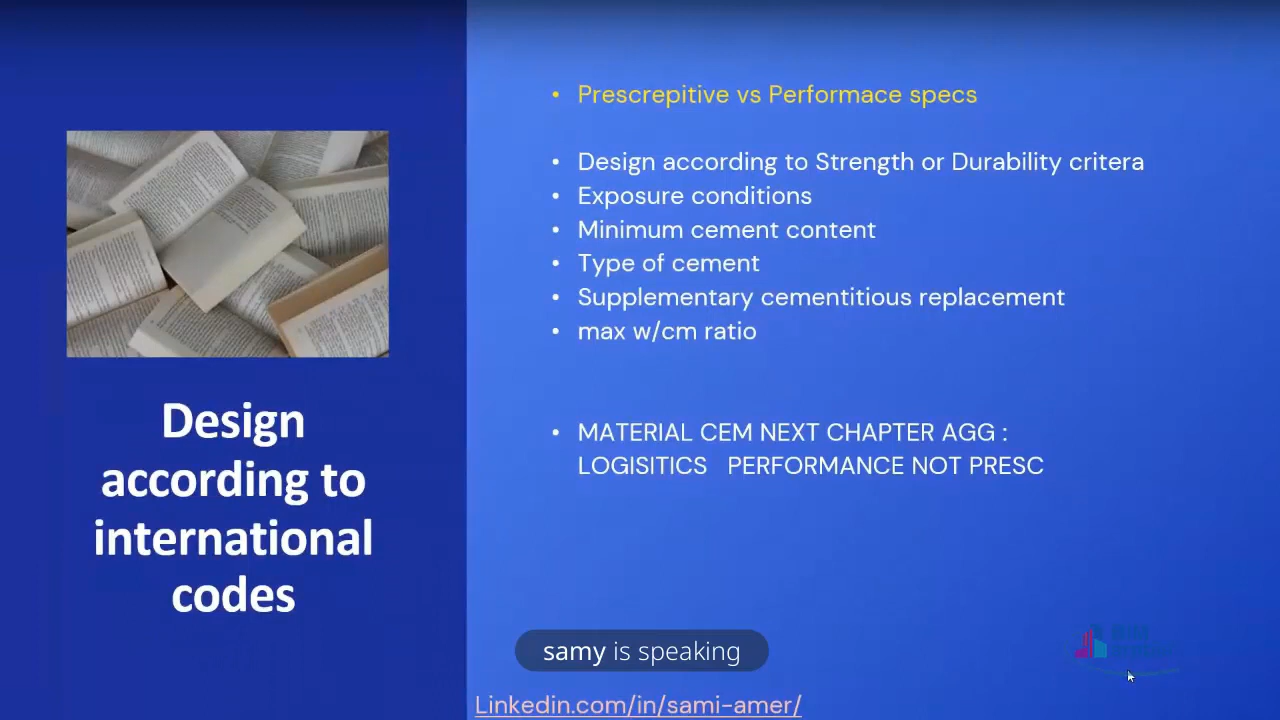 Design
according to
international
codes
• Prescrepitive vs Performace specs
• Design according to Strength or Durability critera
• Exposure conditions
• Minimum cement content
• Type of cement
• Supplementary cementitious replacement
• max w/cm ratio
• MATERIAL CEM NEXT CHAPTER AGG :
LOGISITICS PERFORMANCE NOT PRESC
samy is speaking
Linkedin.com/in/sami-amer/